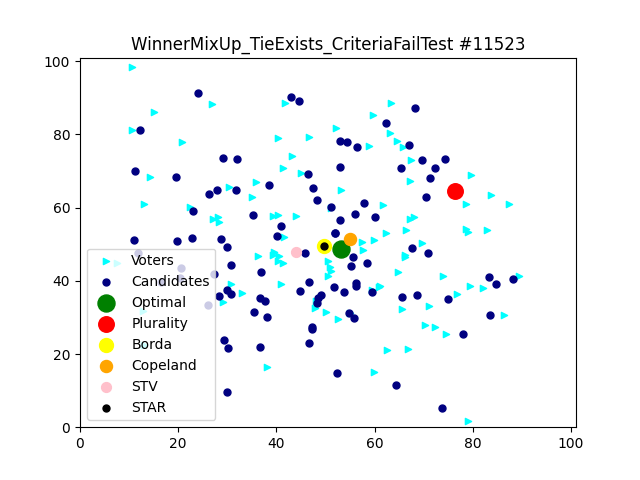 WinnerMixUp_TieExists_CriteriaFailTest #11523
100
80
60
40
20
0
Voters
Candidates
Optimal
Plurality
Borda
Copeland
STV
STAR
0 20 40 60 80 100